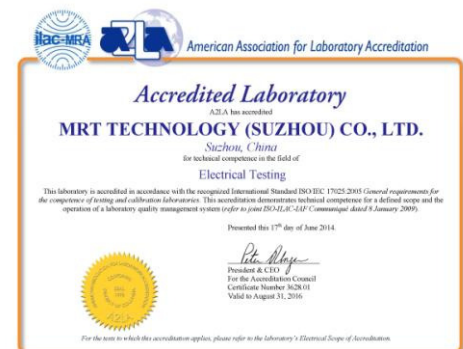 ilac-MRA
A2LA
American Association for Laboratory Accreditation
Accredited Laboratory
A2LA has accredited
MRT TECHNOLOGY (SUZHOU) CO., LTD.
Suzhou, China
for technical competence in the field of
Electrical Testing
This laboratory is accredited in accordance with the recognized International Standard ISO/IEC 17025:2005 General requirements for
the competence of testing and calibration laboratories. This accreditation demonstrates technical competence for a defined scope and the
operation of a laboratory quality management system (refer to joint ISO-ILAC-IAF Communiqué dated 8 January 2009).
Presented this 17th day of June 2014.
President & CEO
For the Accreditation Council
Certificate Number 3628.01
Valid to August 31, 2016
A2LA
For the tests to which this accreditation applies, please refer to the laboratory's Electrical Scope of Accreditation.